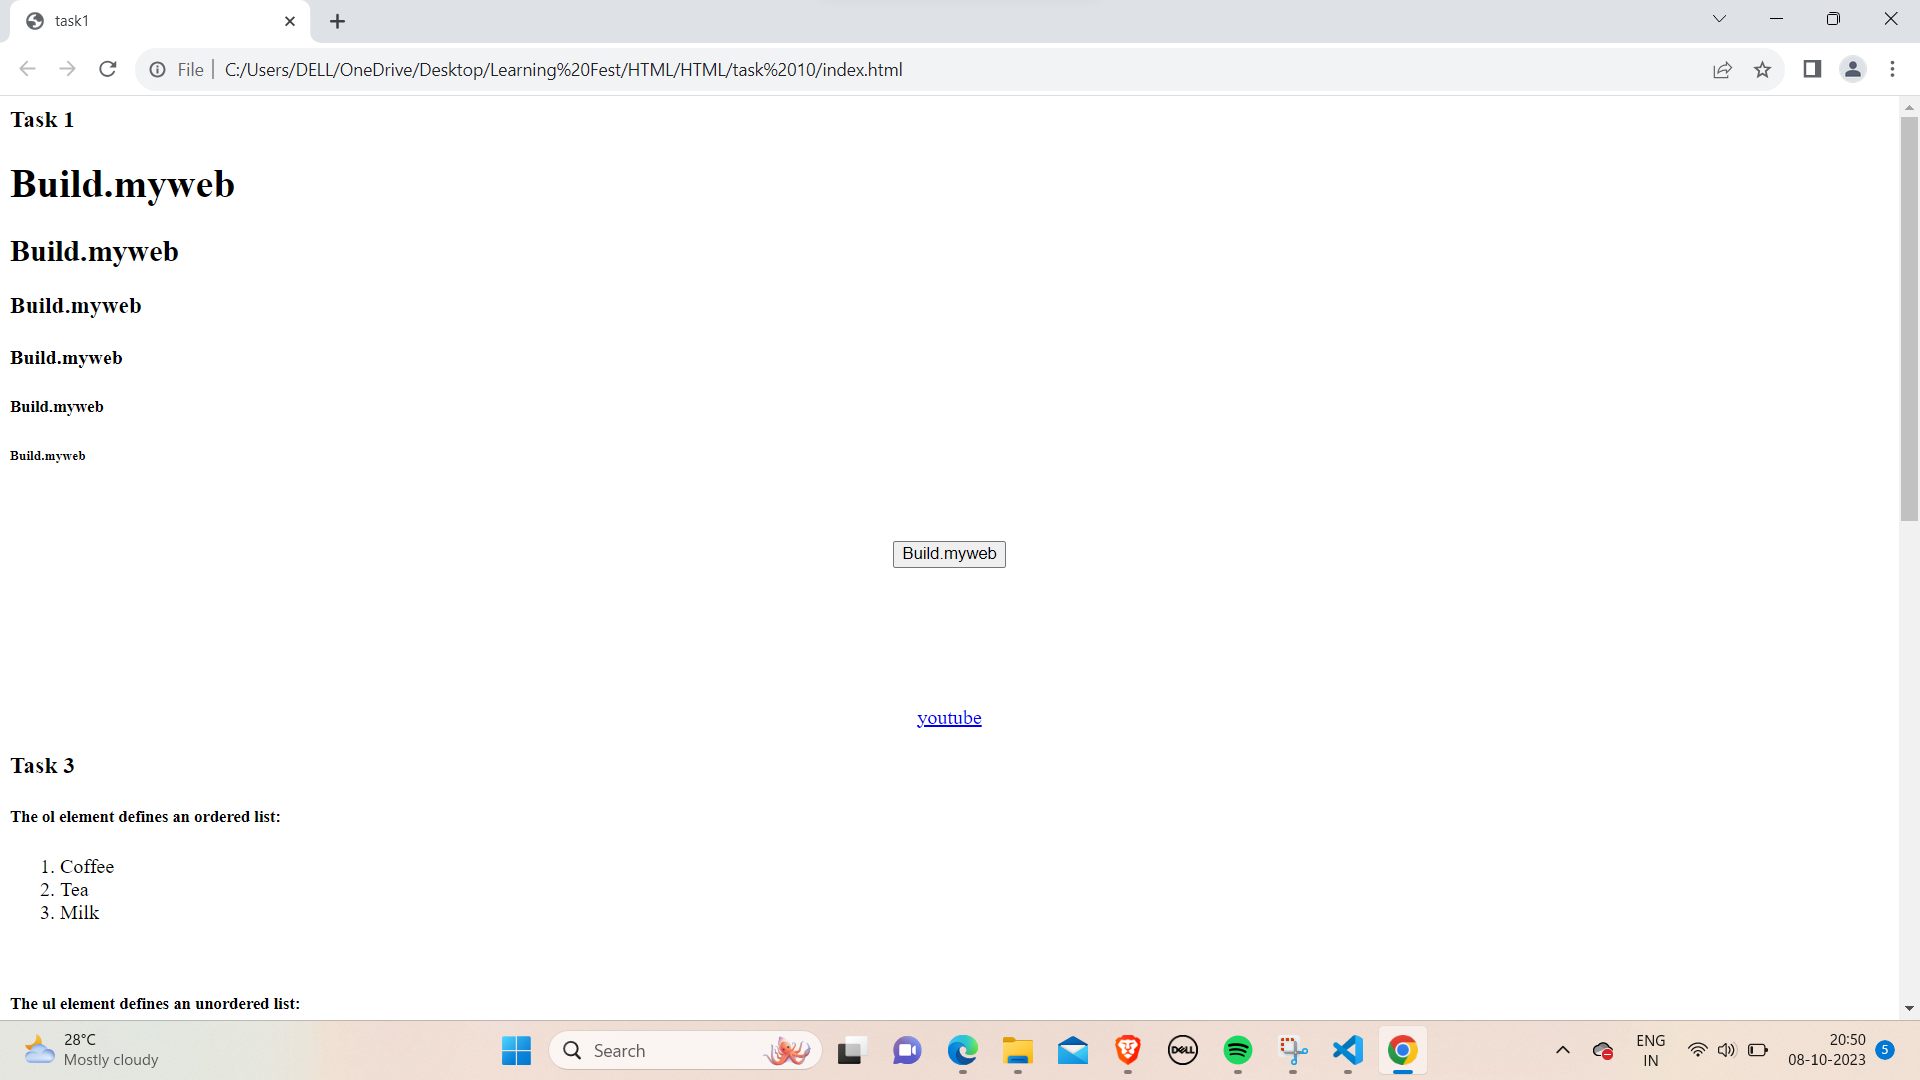 task1
File
C:/Users/DELL/OneDrive/Desktop/Learning%20Fest/HTML/HTML/task%2010/index.html
Task 1
Build.myweb
Build.myweb
Build.myweb
Build.myweb
Build.myweb
Build.myweb
Build.myweb
youtube
Task 3
The ol element defines an ordered list:
1. Coffee
2. Tea
3. Milk
The ul element defines an unordered list:
28°C
Mostly cloudy
Search
DELL
ENG
IN
20:50
08-10-2023
5